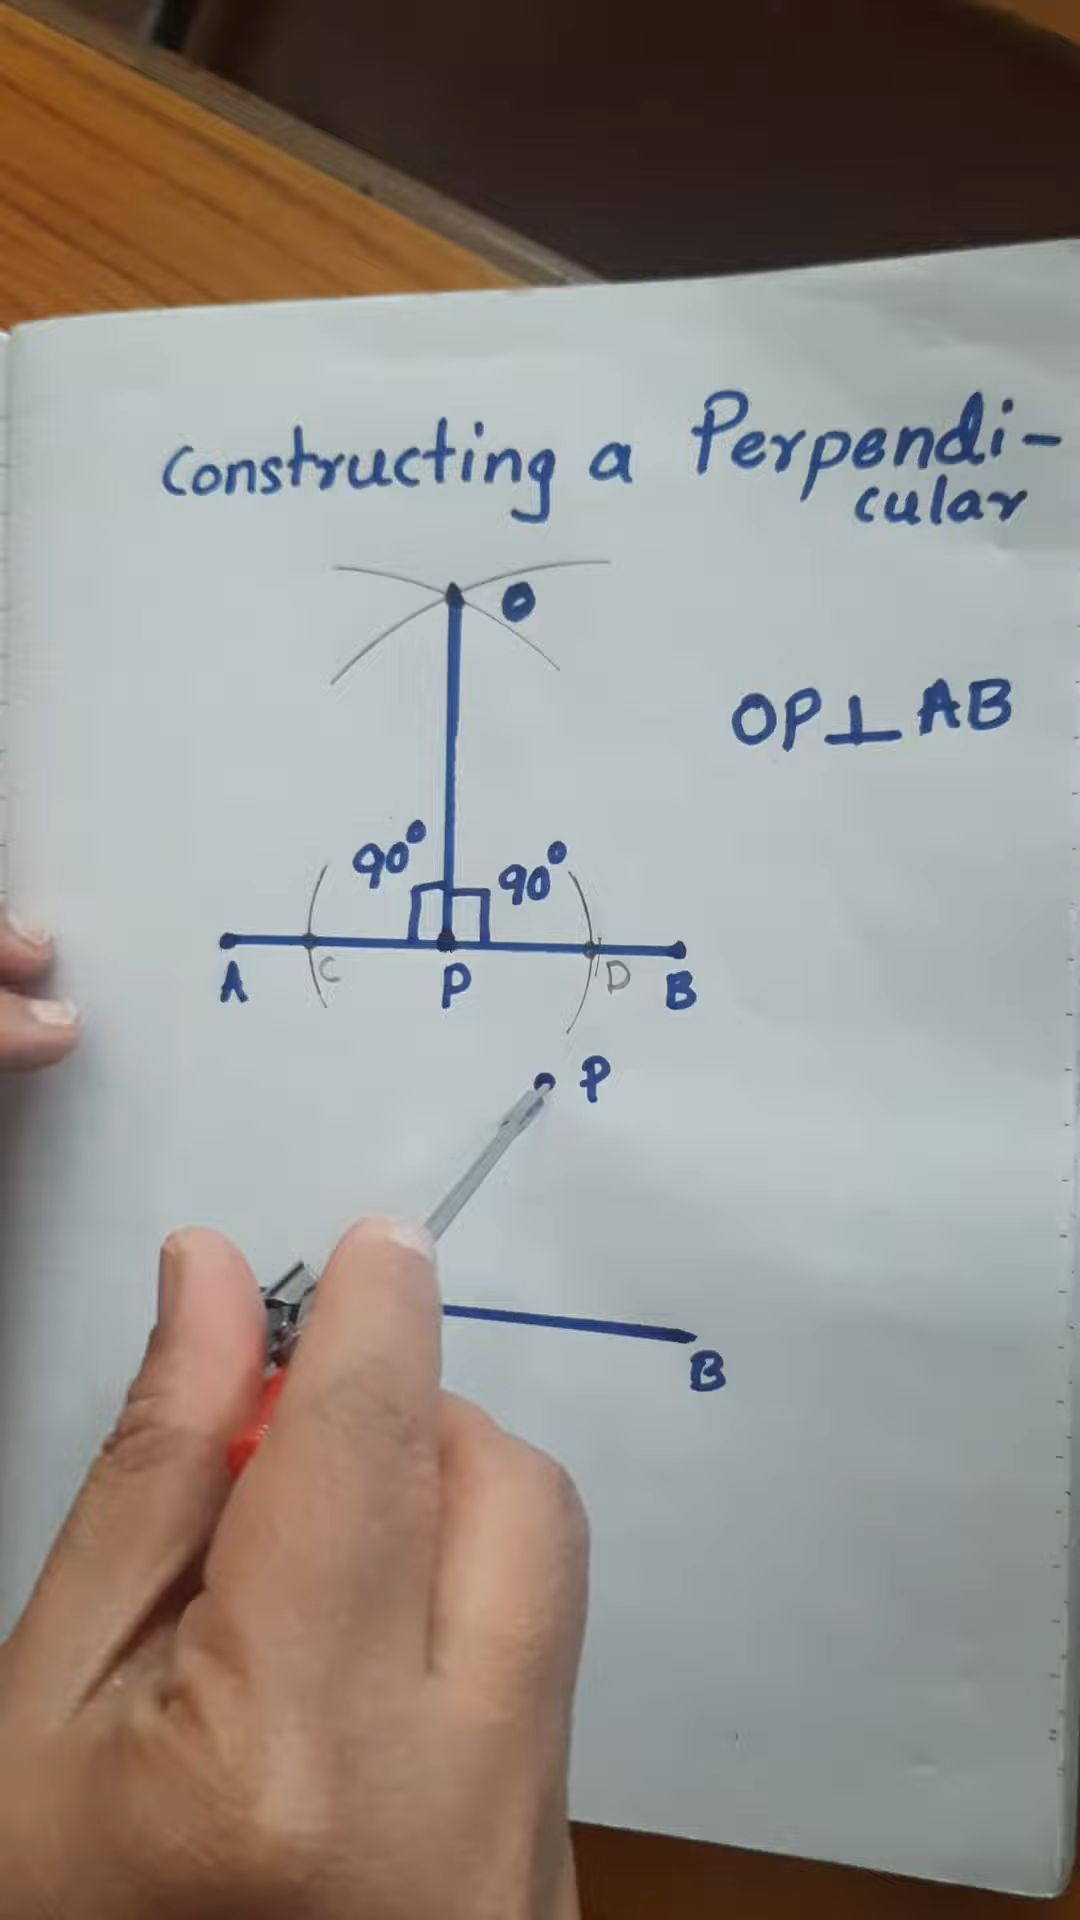 Constructing a Perpendi-
cular
O
OP⊥AB
90° 90°
A C P D B
P
B